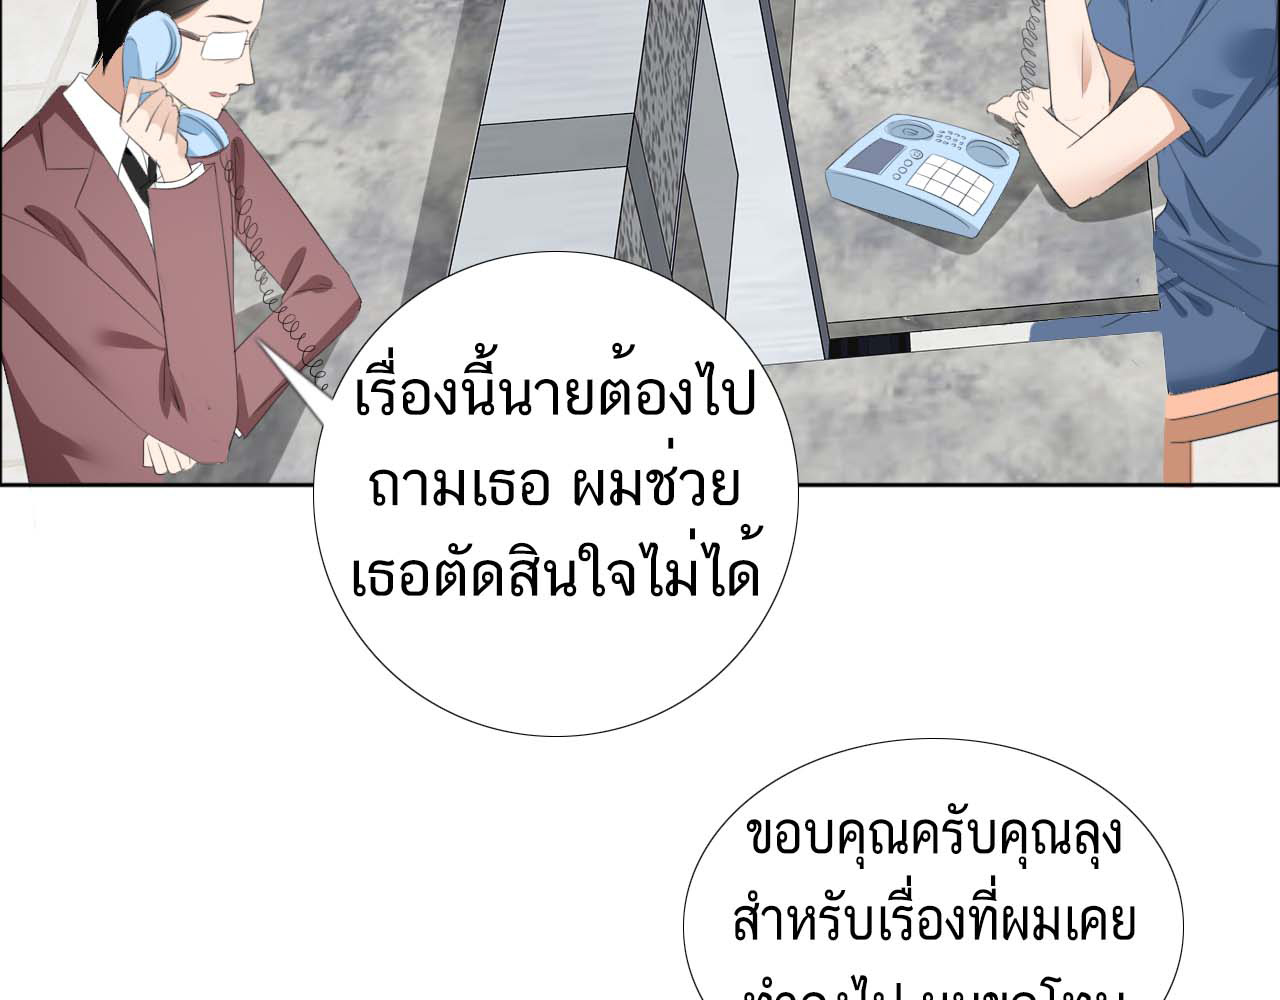 เรื่องนี้นายต้องไป
ถามเธอ ผมช่วย
เธอตัดสินใจไม่ได้
ขอบคุณครับคุณลุง
สำหรับเรื่องที่ผมเคย